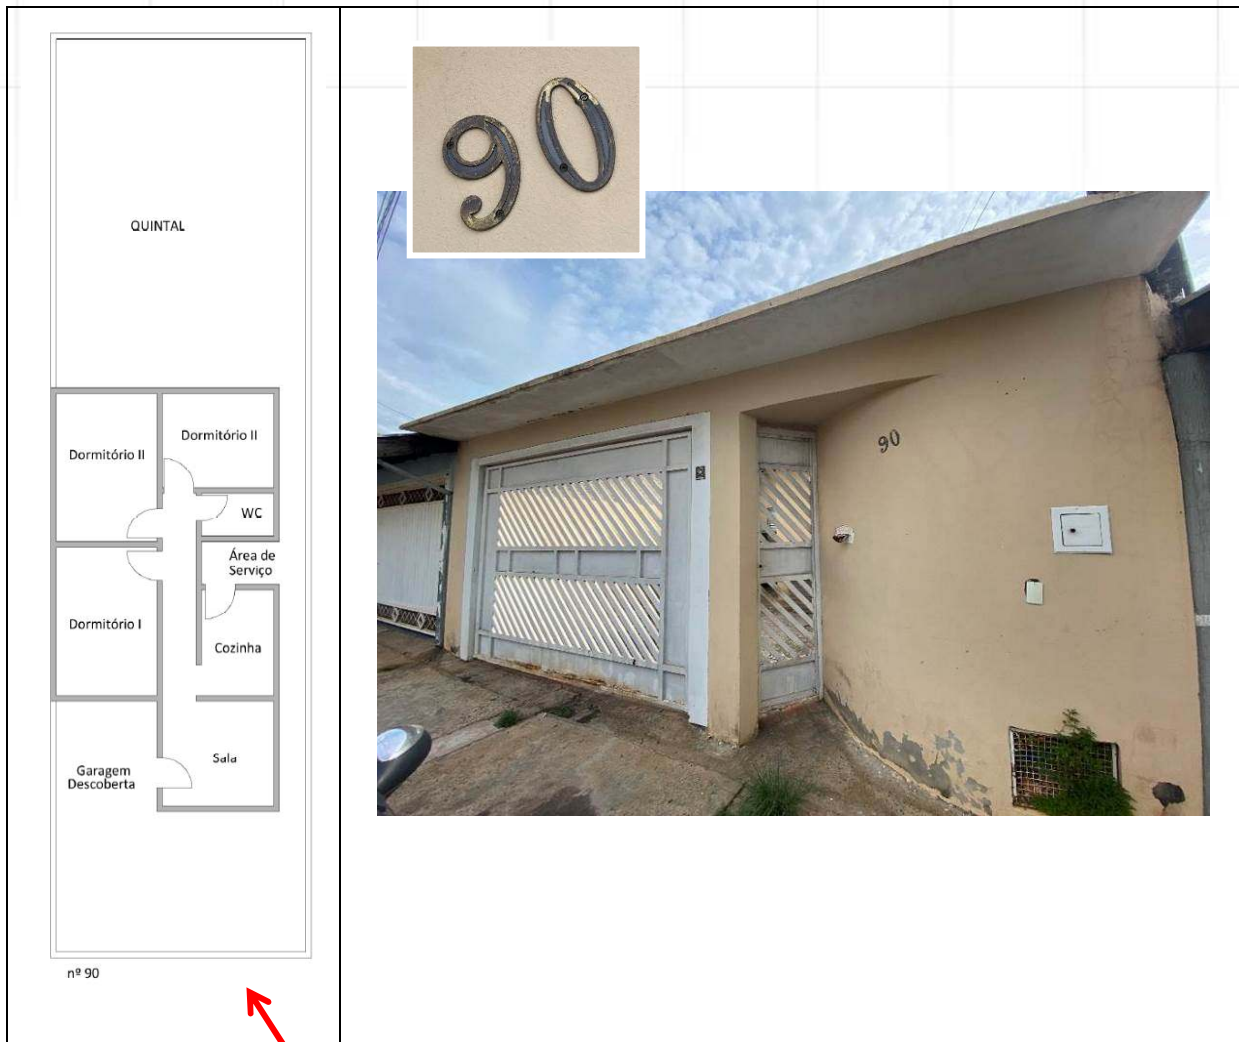 QUINTAL
Dormitório II
Dormitório II
WC
Área de
Serviço
Dormitório I
Cozinha
Sala
Garagem
Descoberta
nº 90
90
90